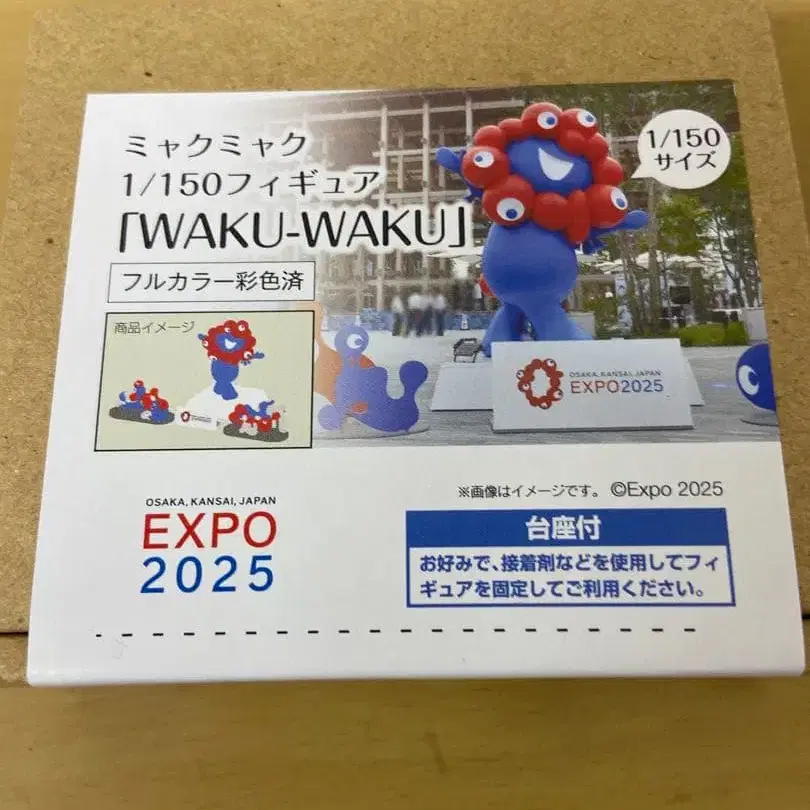 ミャクミャク
1/150フィギュア
「WAKU-WAKU」
フルカラー彩色済
1/150
サイズ
商品イメージ
OSAKA, KANSAI, JAPAN
EXPO2025
※画像はイメージです。 ©Expo 2025
OSAKA, KANSAI, JAPAN
EXPO
2025
台座付
お好みで、接着剤などを使用してフィ
ギュアを固定してご利用ください。